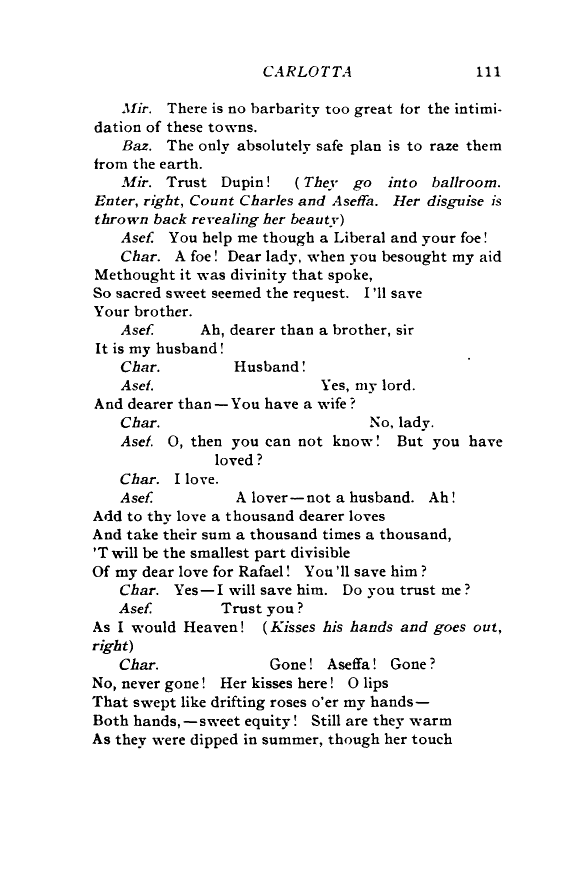 CARLOTTA 111
Mir. There is no barbarity too great for the intimi-
dation of these towns.
Baz. The only absolutely safe plan is to raze them
from the earth.
Mir. Trust Dupin! (They go into ballroom.
Enter, right, Count Charles and Aseffa. Her disguise is
thrown back revealing her beauty)
Asef. You help me though a Liberal and your foe!
Char. A foe! Dear lady, when you besought my aid
Methought it was divinity that spoke,
So sacred sweet seemed the request. I'll save
Your brother.
Asef. Ah, dearer than a brother, sir
It is my husband!
Char. Husband!
Asef. Yes, my lord.
And dearer than—You have a wife?
Char. No, lady.
Asef. O, then you can not know! But you have
loved?
Char. I love.
Asef. A lover—not a husband. Ah!
Add to thy love a thousand dearer loves
And take their sum a thousand times a thousand,
'T will be the smallest part divisible
Of my dear love for Rafael! You'll save him?
Char. Yes—I will save him. Do you trust me?
Asef. Trust you?
As I would Heaven! (Kisses his hands and goes out,
right)
Char. Gone! Aseffa! Gone?
No, never gone! Her kisses here! O lips
That swept like drifting roses o'er my hands—
Both hands,—sweet equity! Still are they warm
As they were dipped in summer, though her touch